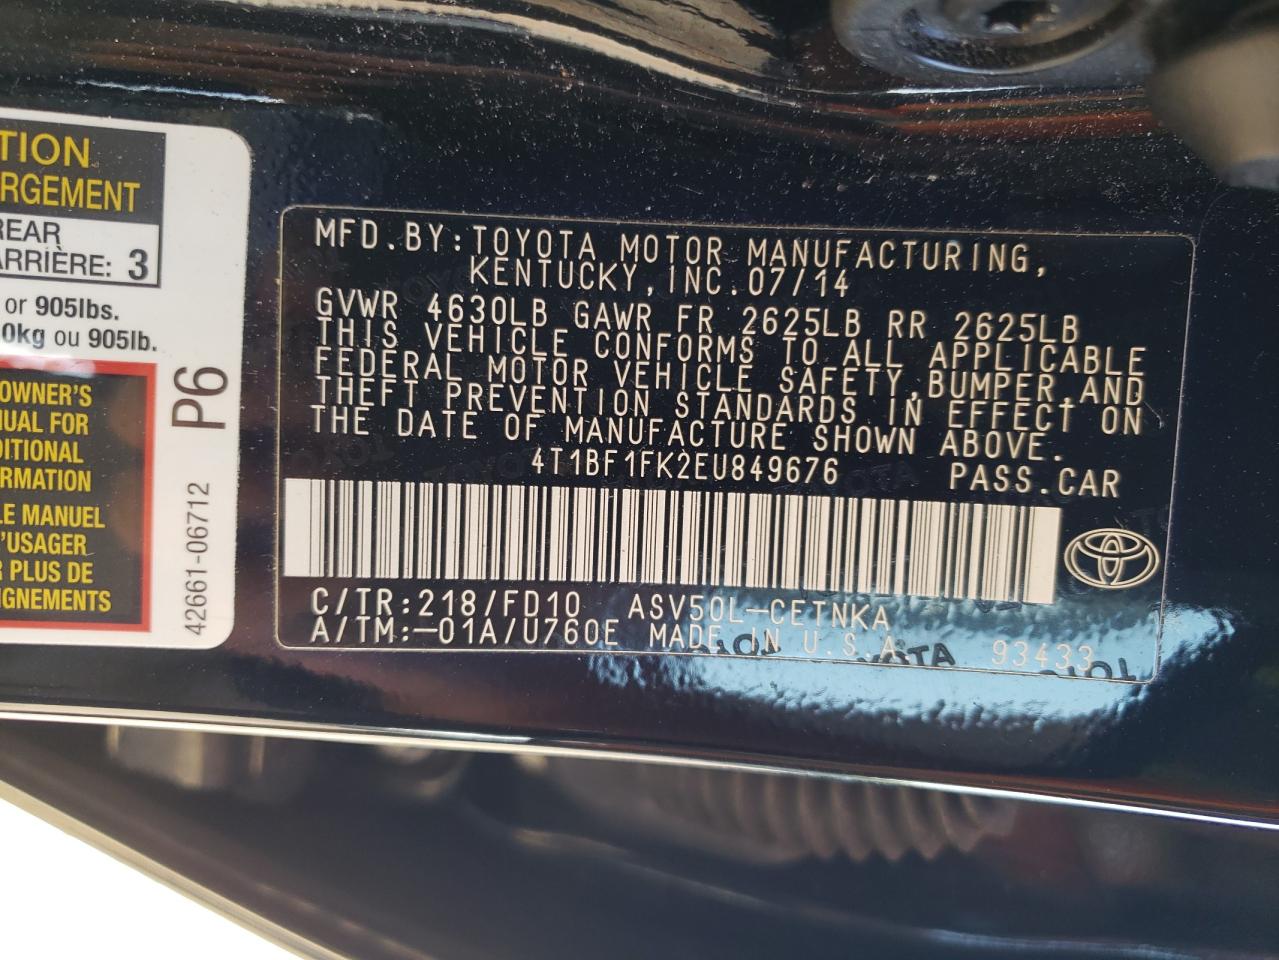 TION
RGEMENT
REAR
ARRIÈRE: 3
or 905lbs.
0kg ou 905lb.
OWNER'S
NUAL FOR
DITIONAL
RMATION
LE MANUEL
'USAGER
R PLUS DE
IGNEMENTS
P6
42661-06712
MFD.BY:TOYOTA MOTOR MANUFACTURING,
KENTUCKY,INC.07/14
GVWR 4630LB GAWR FR 2625LB RR 2625LB
THIS VEHICLE CONFORMS TO ALL APPLICABLE
FEDERAL MOTOR VEHICLE SAFETY,BUMPER,AND
THEFT PREVENTION STANDARDS IN EFFECT ON
THE DATE OF MANUFACTURE SHOWN ABOVE.
4T1BF1FK2EU849676 PASS.CAR
C/TR:218/FD10 ASV50L-CETNKA
A/TM:-01A/U760E MADE IN U.S.A 93433
TOYOTA